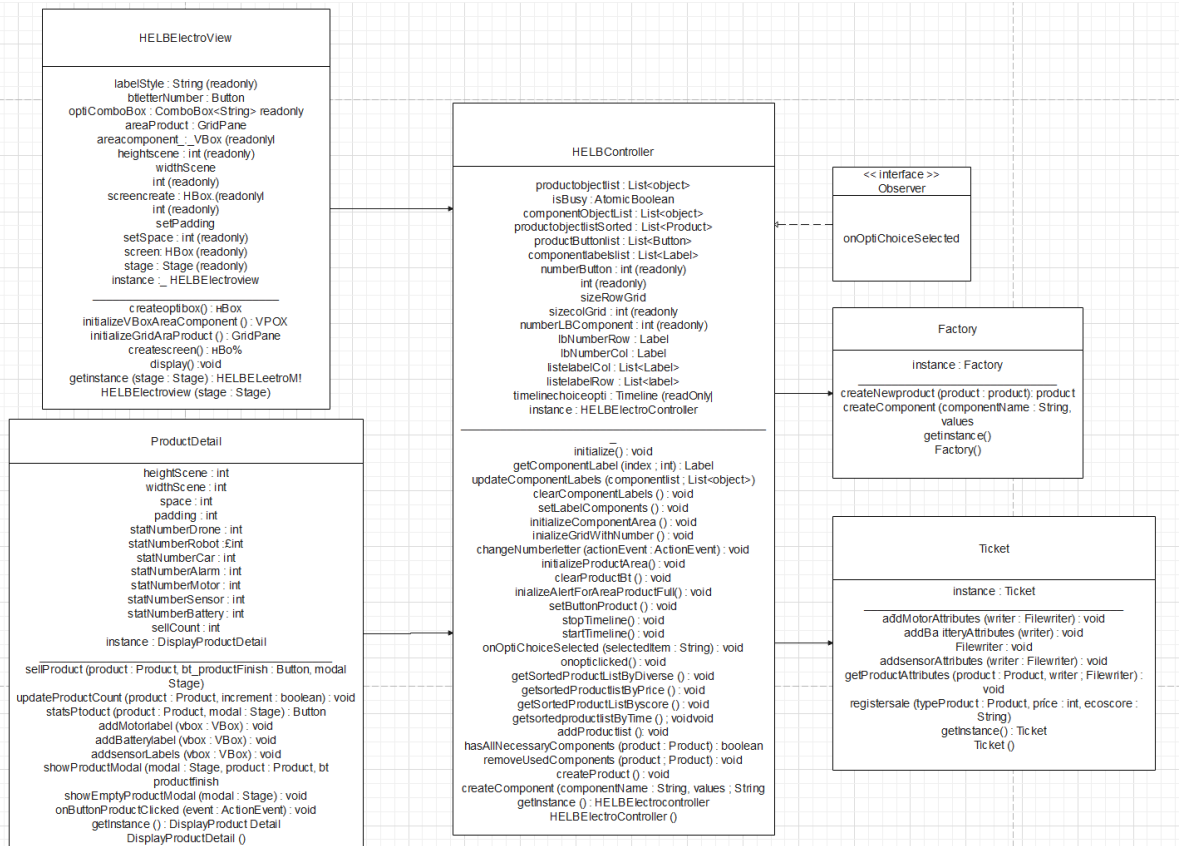 HELBElectroView
labelStyle : String (readonly)
btletterNumber : Button
optiComboBox : ComboBox<String> readonly
areaProduct : GridPane
areacomponent_:_VBox (readonlyl
heightscene : int (readonly)
widthScene
int (readonly)
screencreate : HBox.(readonlyl
int (readonly)
setPadding
setSpace : int (readonly)
screen: HBox (readonly)
stage : Stage (readonly)
instance :_ HELBElectroview
createoptibox() : нBox
initializeVBoxAreaComponent () : VPOX
initializeGridAraProduct () : GridPane
createscreen() : нBo%
display() :void
getinstance (stage : Stage) : HELBELeetroM!
HELBElectroview (stage : Stage)
ProductDetail
heightScene : int
widthScene : int
space : int
padding : int
statNumberDrone : int
statNumberRobot :£int
statNumberCar : int
statNumberAlarm : int
statNumberMotor : int
statNumberSensor : int
statNumberBattery : int
sellCount : int
instance : DisplayProductDetail
sellProduct (product : Product, bt_productFinish : Button, modal
Stage)
updateProductCount (product : Product, increment : boolean) : void
statsPtoduct (product : Product, modal : Stage) : Button
addMotorlabel (vbox : VBox) : void
addBatterylabel (vbox : VBox) : void
addsensorLabels (vbox : VBox) : void
showProductModal (modal : Stage, product : Product, bt
productfinish
showEmptyProductModal (modal : Stage) : void
onButtonProductClicked (event : ActionEvent) : void
getInstance () : DisplayProduct Detail
DisplayProductDetail ()
HELBController
productobjectlist : List<object>
isBusy : AtomicBoolean
componentObjectList : List<object>
productobjectlistSorted : List<Product>
productButtonlist : List<Button>
componentlabelslist : List<Label>
numberButton : int (readonly)
int (readonly)
sizeRowGrid
sizecolGrid : int (readonly
numberLBComponent : int (readonly)
lbNumberRow : Label
lbNumberCol : Label
listelabelCol : List<Label>
listelabelRow : List<label>
timelinechoiceopti : Timeline (readOnly|
instance : HELBElectroController
_
initialize() : void
getComponentLabel (index ; int) : Label
updateComponentLabels (componentlist ; List<object>)
clearComponentLabels () : void
setLabelComponents () : void
initializeComponentArea () : void
inializeGridWithNumber () : void
changeNumberletter (actionEvent : ActionEvent) : void
initializeProductArea() : void
clearProductBt () : void
inializeAlertForAreaProductFull() : void
setButtonProduct () : void
stopTimeline() : void
startTimeline() : void
onOptiChoiceSelected (selectedItem : String) : void
onopticlicked() : void
getSortedProductListByDiverse () : void
getsortedProductlistByPrice () : void
getSortedProductListByscore () : void
getsortedproductlistByTime () ; voidvoid
addProductlist (): void
hasAllNecessaryComponents (product : Product) : boolean
removeUsedComponents (product ; Product) : void
createProduct () : void
createComponent (componentName : String, values ; String
getInstance () : HELBElectrocontroller
HELBElectroController ()
<< interface >>
Observer
onOptiChoiceSelected
Factory
instance : Factory
createNewproduct (product : product): product
createComponent (componentName : String,
values
getinstance()
Factory()
Ticket
instance : Ticket
addMotorAttributes (writer : Filewriter) : void
addBa itteryAttributes (writer) : void
Filewriter : void
addsensorAttributes (writer : Filewriter) : void
getProductAttributes (product : Product, writer ; Filewriter) :
void
registersale (typeProduct : Product, príce : int, ecoscore :
String)
getInstance() : Ticket
Ticket ()